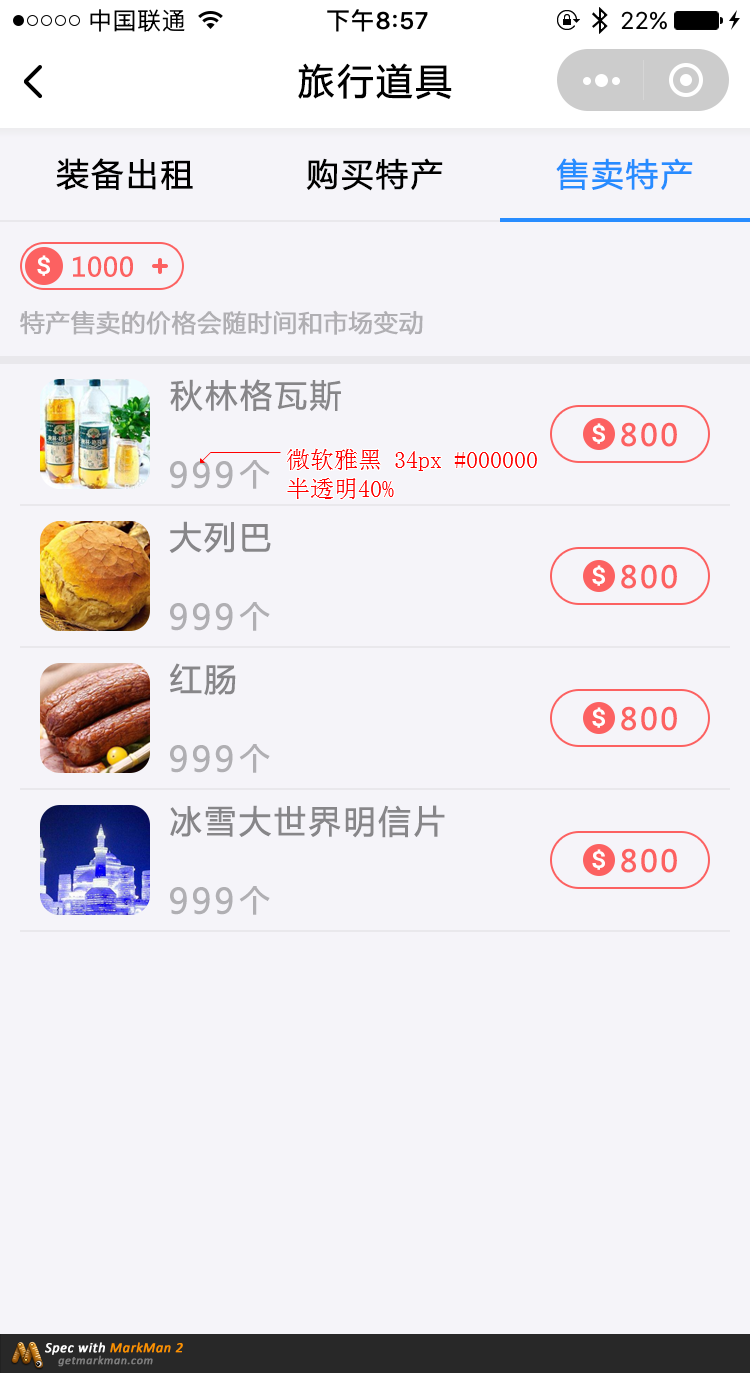 中国联通 下午8:57 22%
旅行道具
装备出租 购买特产 售卖特产
$ 1000 +
特产售卖的价格会随时间和市场变动
秋林格瓦斯
$800
999个
微软雅黑 34px #000000
半透明40%
大列巴
$800
999个
红肠
$800
999个
冰雪大世界明信片
$800
999个
Spec with MarkMan 2
getmarkman.com